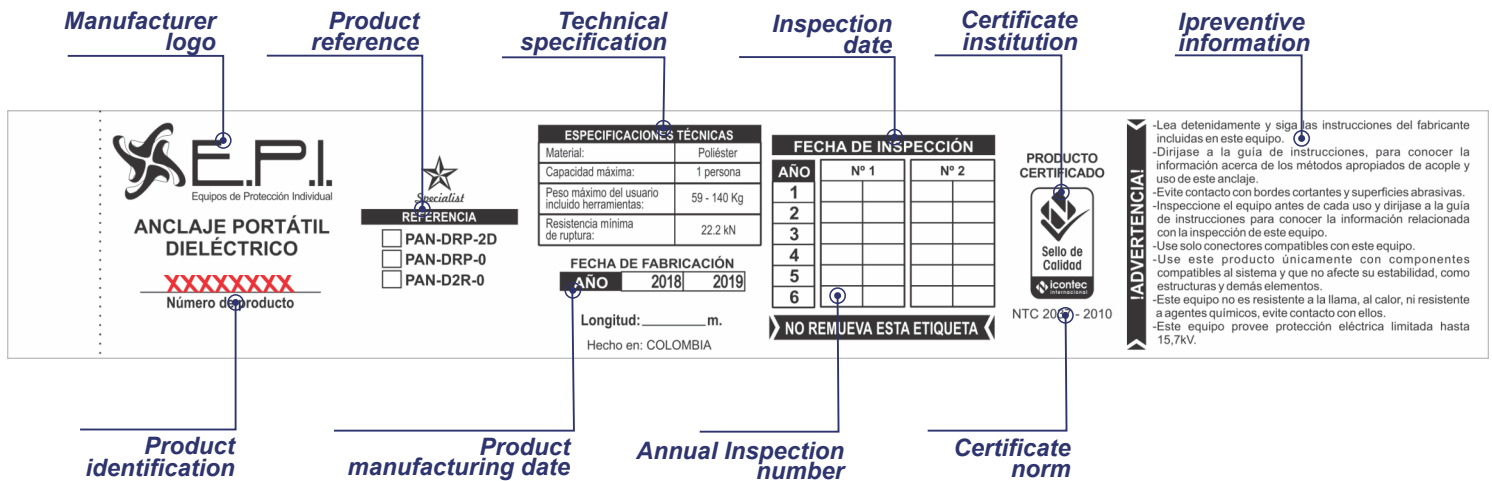 Manufacturer
logo
Product
reference
Technical
specification
Inspection
date
Certificate
institution
Ipreventive
information
E.P.I.
Equipos de Protección Individual
ANCLAJE PORTÁTIL
DIELÉCTRICO
XXXXXXXX
Número de producto
Specialist
REFERENCIA
PAN-DRP-2D
PAN-DRP-0
PAN-D2R-0
ESPECIFICACIONES TÉCNICAS
Material: Poliéster
Capacidad máxima: 1 persona
Peso máximo del usuario
incluido herramientas: 59 - 140 Kg
Resistencia mínima
de ruptura: 22.2 kN
FECHA DE FABRICACIÓN
AÑO 2018 2019
Longitud:________m.
Hecho en: COLOMBIA
FECHA DE INSPECCIÓN
AÑO Nº 1 Nº 2
1
2
3
4
5
6
NO REMUEVA ESTA ETIQUETA
PRODUCTO
CERTIFICADO
Sello de
Calidad
icontec
internacional
NTC 2037 - 2010
!ADVERTENCIA!
-Lea detenidamente y siga las instrucciones del fabricante
incluidas en este equipo.
-Dirijase a la guía de instrucciones, para conocer la
información acerca de los métodos apropiados de acople y
uso de este anclaje.
-Evite contacto con bordes cortantes y superficies abrasivas.
-Inspeccione el equipo antes de cada uso y dirijase a la guía
de instrucciones para conocer la información relacionada
con la inspección de este equipo.
-Use solo conectores compatibles con este equipo.
-Use este producto únicamente con componentes
compatibles al sistema y que no afecte su estabilidad, como
estructuras y demás elementos.
-Este equipo no es resistente a la llama, al calor, ni resistente
a agentes químicos, evite contacto con ellos.
-Este equipo provee protección eléctrica limitada hasta
15,7kV.
Product
identification
Product
manufacturing date
Annual Inspection
number
Certificate
norm